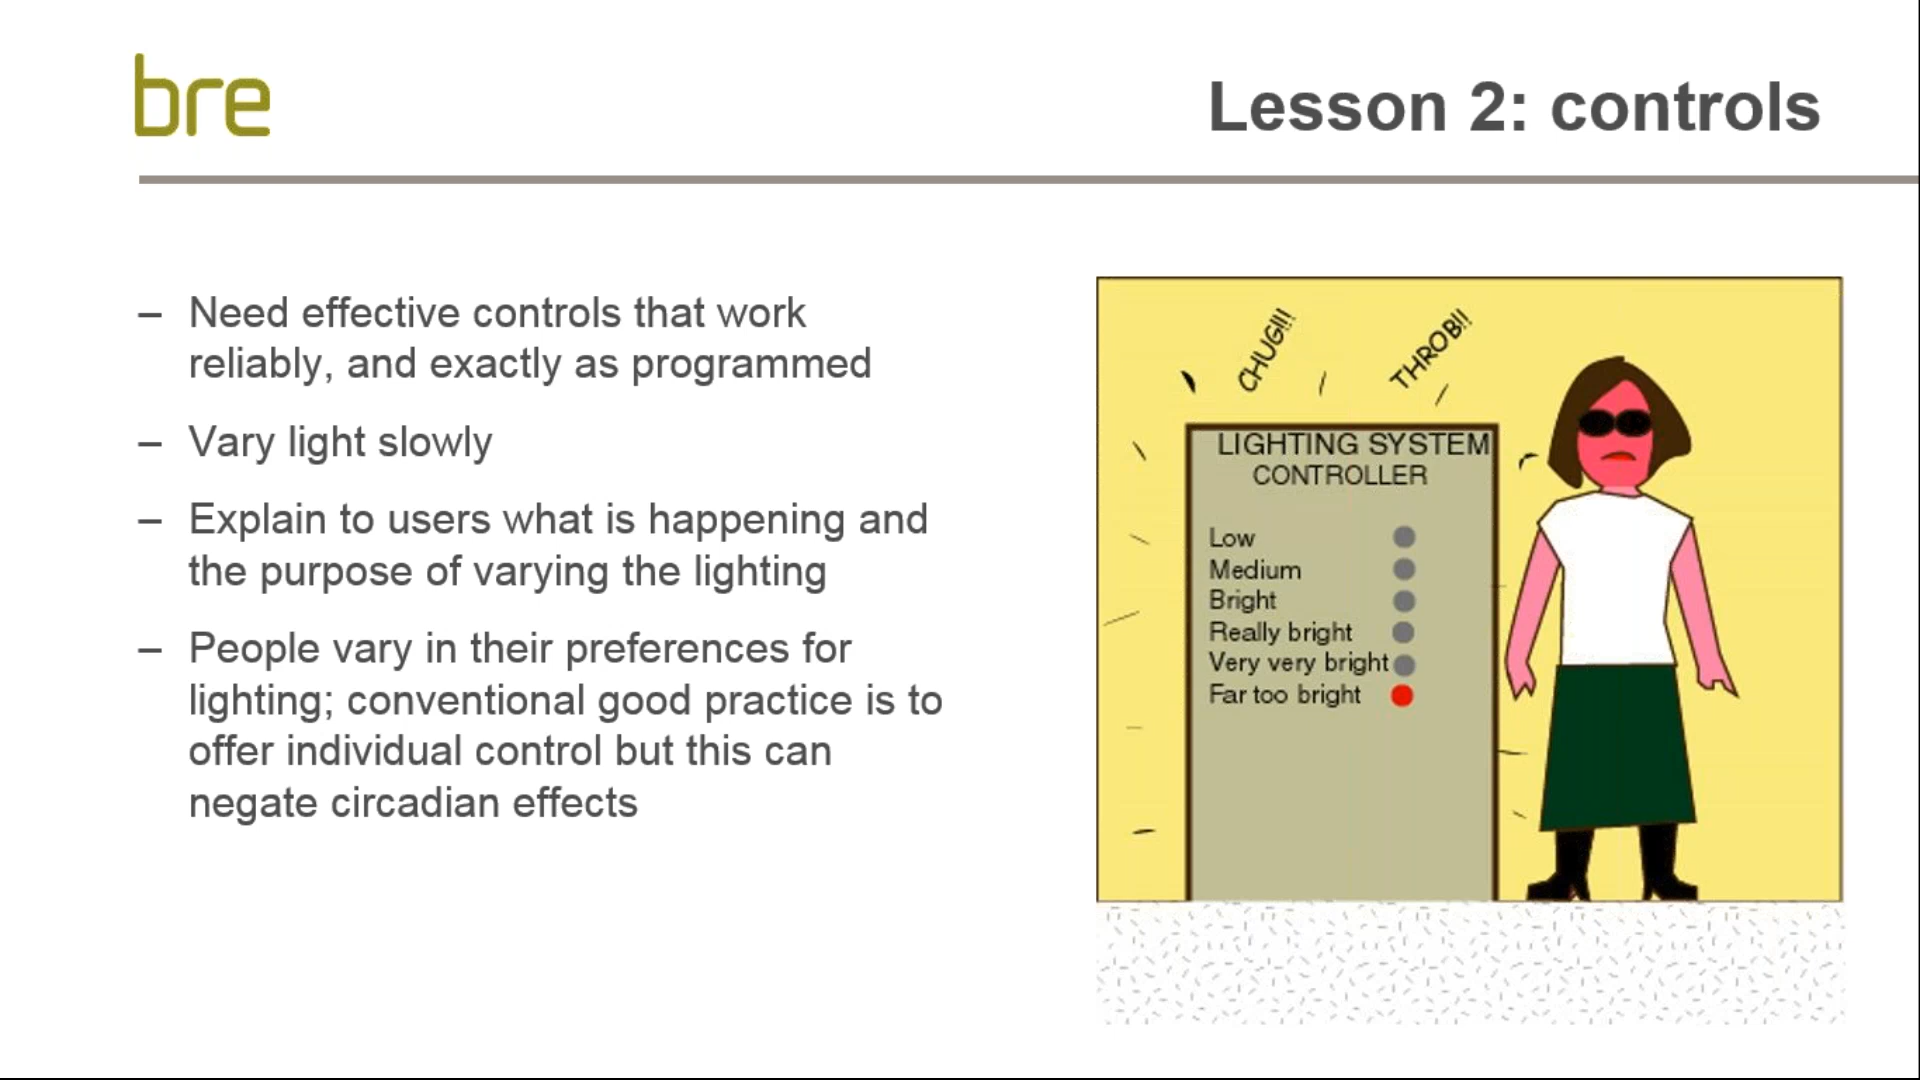 bre
Lesson 2: controls
– Need effective controls that work
reliably, and exactly as programmed
– Vary light slowly
– Explain to users what is happening and
the purpose of varying the lighting
– People vary in their preferences for
lighting; conventional good practice is to
offer individual control but this can
negate circadian effects
CHUG!!!
THROB!!
LIGHTING SYSTEM
CONTROLLER
Low
Medium
Bright
Really bright
Very very bright
Far too bright